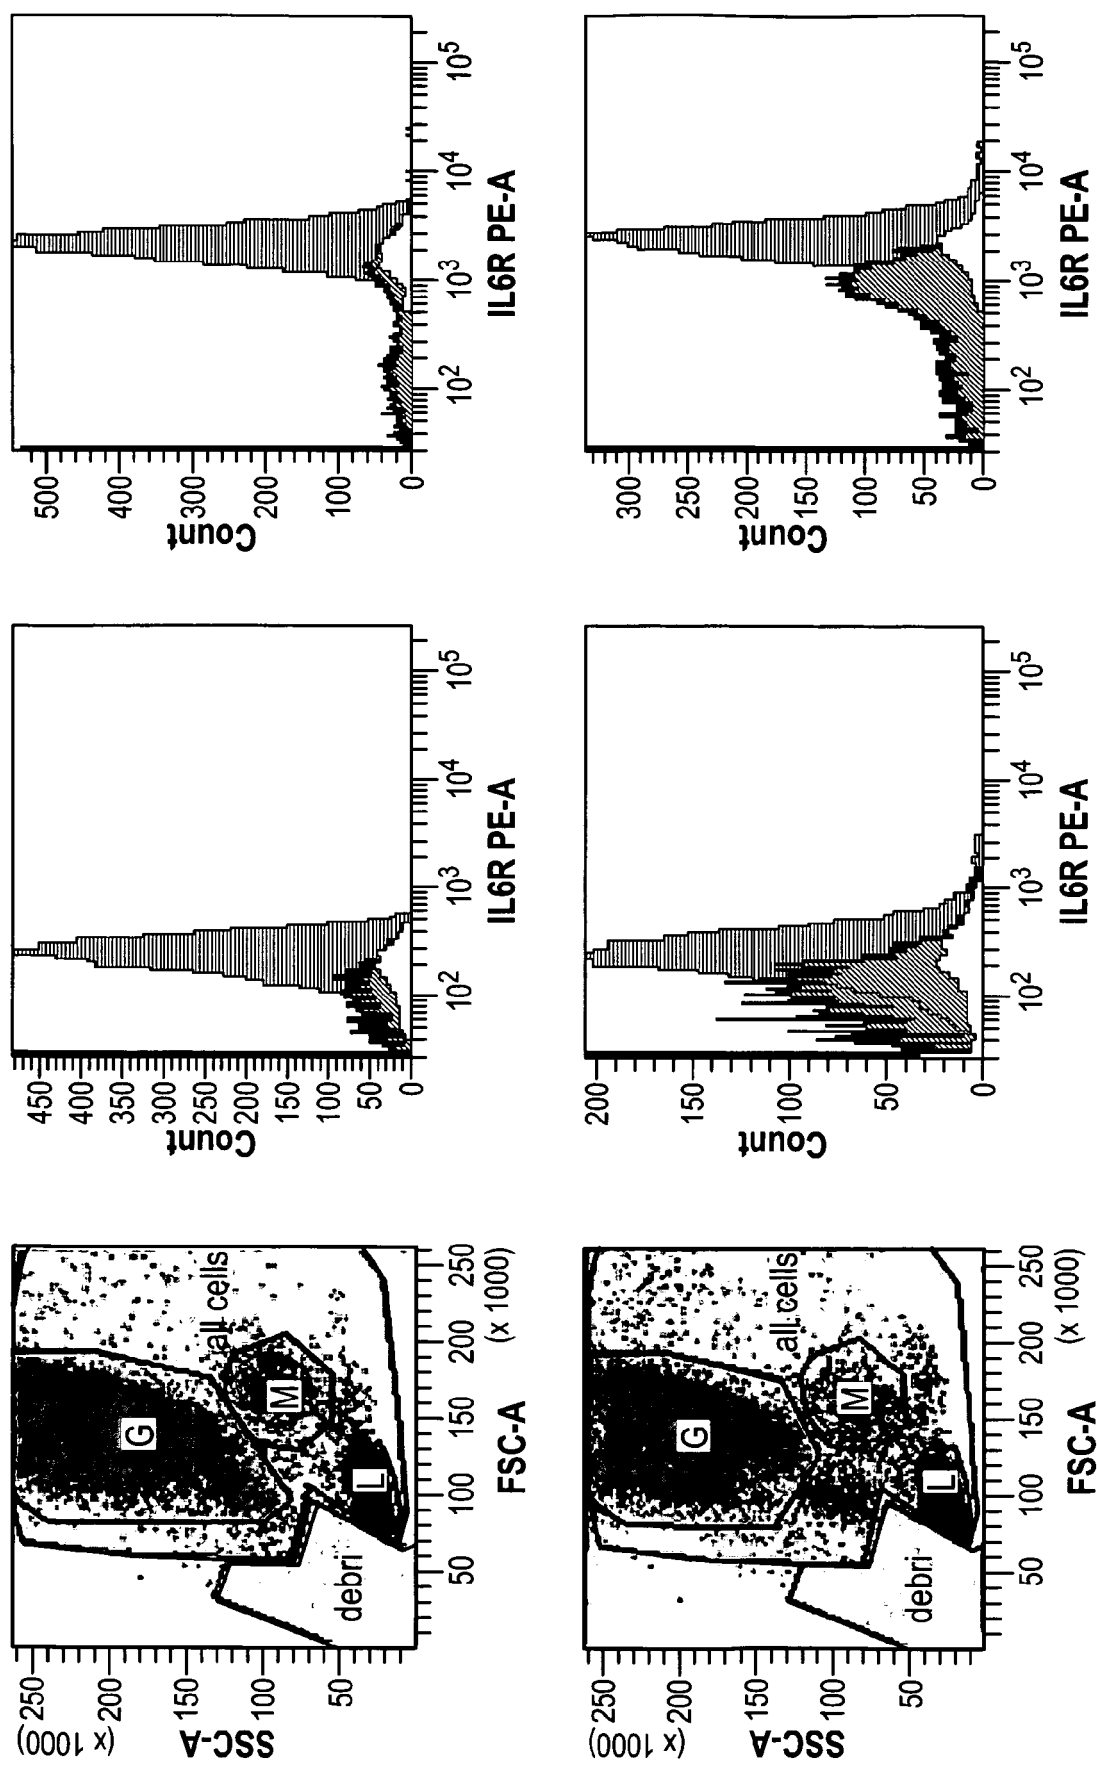 (x 1000)
SSC-A
250
200
150
100
50
G
all cells
M
L
debri
50 100 150 200 250
(x 1000)
FSC-A
Count
450
400
350
300
250
200
150
100
50
0
10² 10³ 10⁴ 10⁵
IL6R PE-A
Count
500
400
300
200
100
0
10² 10³ 10⁴ 10⁵
IL6R PE-A
(x 1000)
SSC-A
250
200
150
100
50
G
all cells
M
L
debri
50 100 150 200 250
(x 1000)
FSC-A
Count
200
150
100
50
0
10² 10³ 10⁴ 10⁵
IL6R PE-A
Count
300
250
200
150
100
50
0
10² 10³ 10⁴ 10⁵
IL6R PE-A